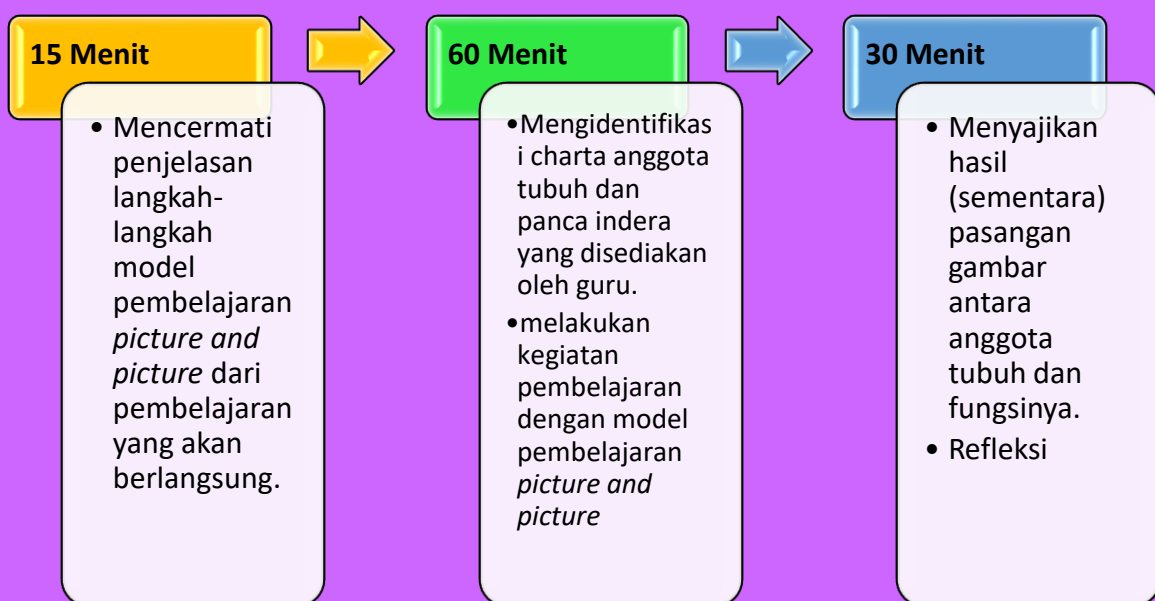 15 Menit
• Mencermati
penjelasan
langkah-
langkah
model
pembelajaran
picture and
picture dari
pembelajaran
yang akan
berlangsung.
60 Menit
•Mengidentifikas
i charta anggota
tubuh dan
panca indera
yang disediakan
oleh guru.
•melakukan
kegiatan
pembelajaran
dengan model
pembelajaran
picture and
picture
30 Menit
• Menyajikan
hasil
(sementara)
pasangan
gambar
antara
anggota
tubuh dan
fungsinya.
• Refleksi